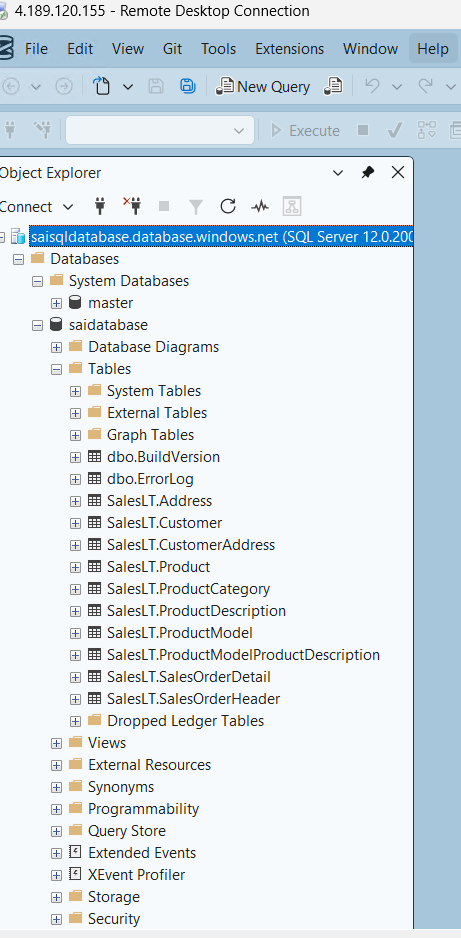 4.189.120.155 - Remote Desktop Connection
File Edit View Git Tools Extensions Window Help
New Query
Execute
Object Explorer
Connect
saisqldatabase.database.windows.net (SQL Server 12.0.200
Databases
System Databases
master
saidatabase
Database Diagrams
Tables
System Tables
External Tables
Graph Tables
dbo.BuildVersion
dbo.ErrorLog
SalesLT.Address
SalesLT.Customer
SalesLT.CustomerAddress
SalesLT.Product
SalesLT.ProductCategory
SalesLT.ProductDescription
SalesLT.ProductModel
SalesLT.ProductModelProductDescription
SalesLT.SalesOrderDetail
SalesLT.SalesOrderHeader
Dropped Ledger Tables
Views
External Resources
Synonyms
Programmability
Query Store
Extended Events
XEvent Profiler
Storage
Security